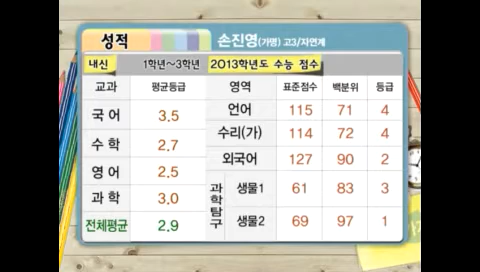 성적 손진영(가명) 고3/자연계
내신 1학년~3학년 2013학년도 수능 점수
교과 평균등급 영역 표준점수 백분위 등급
국어 3.5 언어 115 71 4
수학 2.7 수리(가) 114 72 4
영어 2.5 외국어 127 90 2
과학 3.0 과학탐구 생물1 61 83 3
전체평균 2.9 생물2 69 97 1